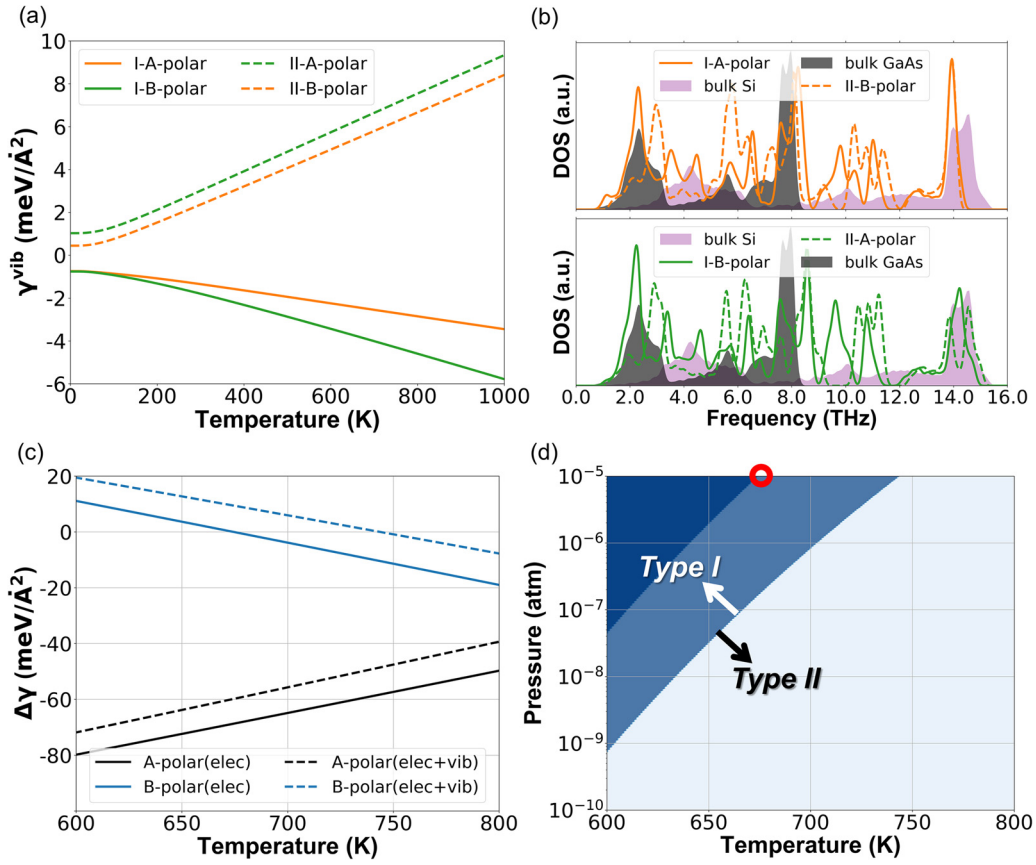 (a)
10
8
6
4
2
0
-2
-4
-6
γᵛⁱᵇ (meV/Å²)
I-A-polar
I-B-polar
II-A-polar
II-B-polar
0
200
400
600
800
1000
Temperature (K)
(b)
DOS (a.u.)
I-A-polar
bulk Si
bulk GaAs
II-B-polar
DOS (a.u.)
bulk Si
I-B-polar
II-A-polar
bulk GaAs
0.0
2.0
4.0
6.0
8.0
10.0
12.0
14.0
16.0
Frequency (THz)
(c)
20
0
-20
-40
-60
-80
Δγ (meV/Å²)
A-polar(elec)
B-polar(elec)
A-polar(elec+vib)
B-polar(elec+vib)
600
650
700
750
800
Temperature (K)
(d)
10⁻⁵
10⁻⁶
10⁻⁷
10⁻⁸
10⁻⁹
10⁻¹⁰
Pressure (atm)
Type I
Type II
600
650
700
750
800
Temperature (K)